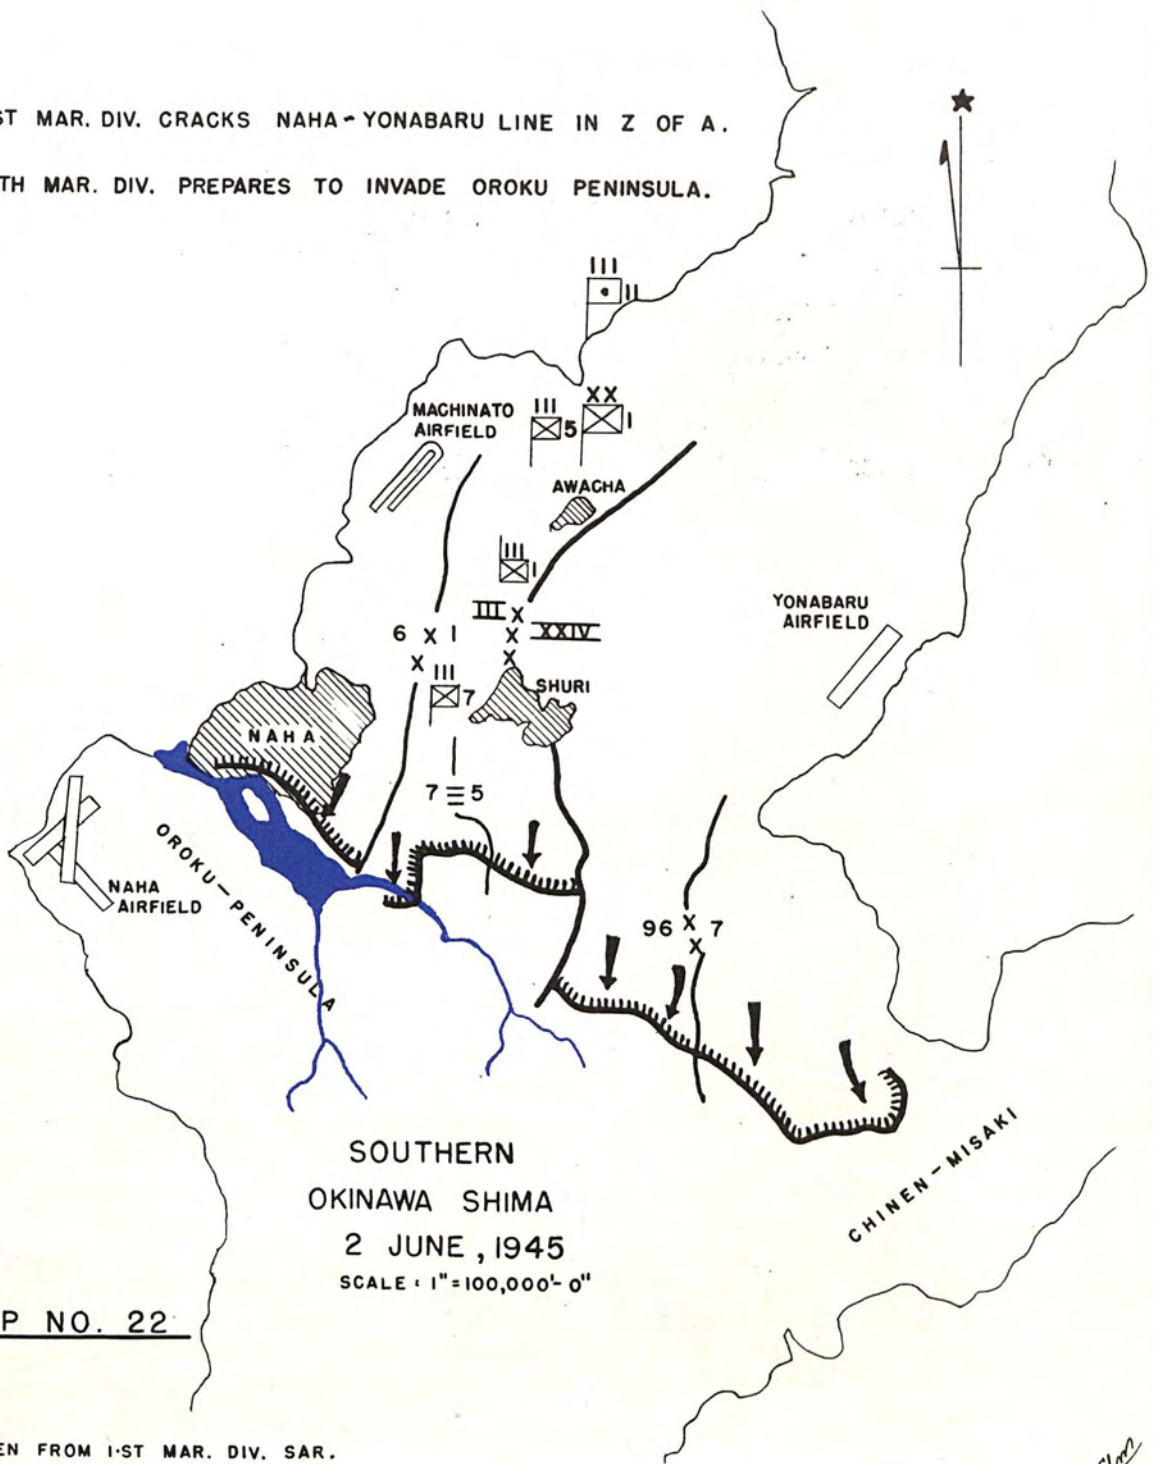 ST MAR. DIV. CRACKS NAHA-YONABARU LINE IN Z OF A.
TH MAR. DIV. PREPARES TO INVADE OROKU PENINSULA.
III
II
MACHINATO
AIRFIELD
III
5
XX
I
AWACHA
III
I
III X
X XXIV
X
6 X I
X
III
7
SHURI
YONABARU
AIRFIELD
NAHA
7 5
OROKU-PENINSULA
NAHA
AIRFIELD
96 X 7
X
CHINEN-MISAKI
SOUTHERN
OKINAWA SHIMA
2 JUNE, 1945
SCALE: 1"=100,000'-0"
P NO. 22
EN FROM 1·ST MAR. DIV. SAR.